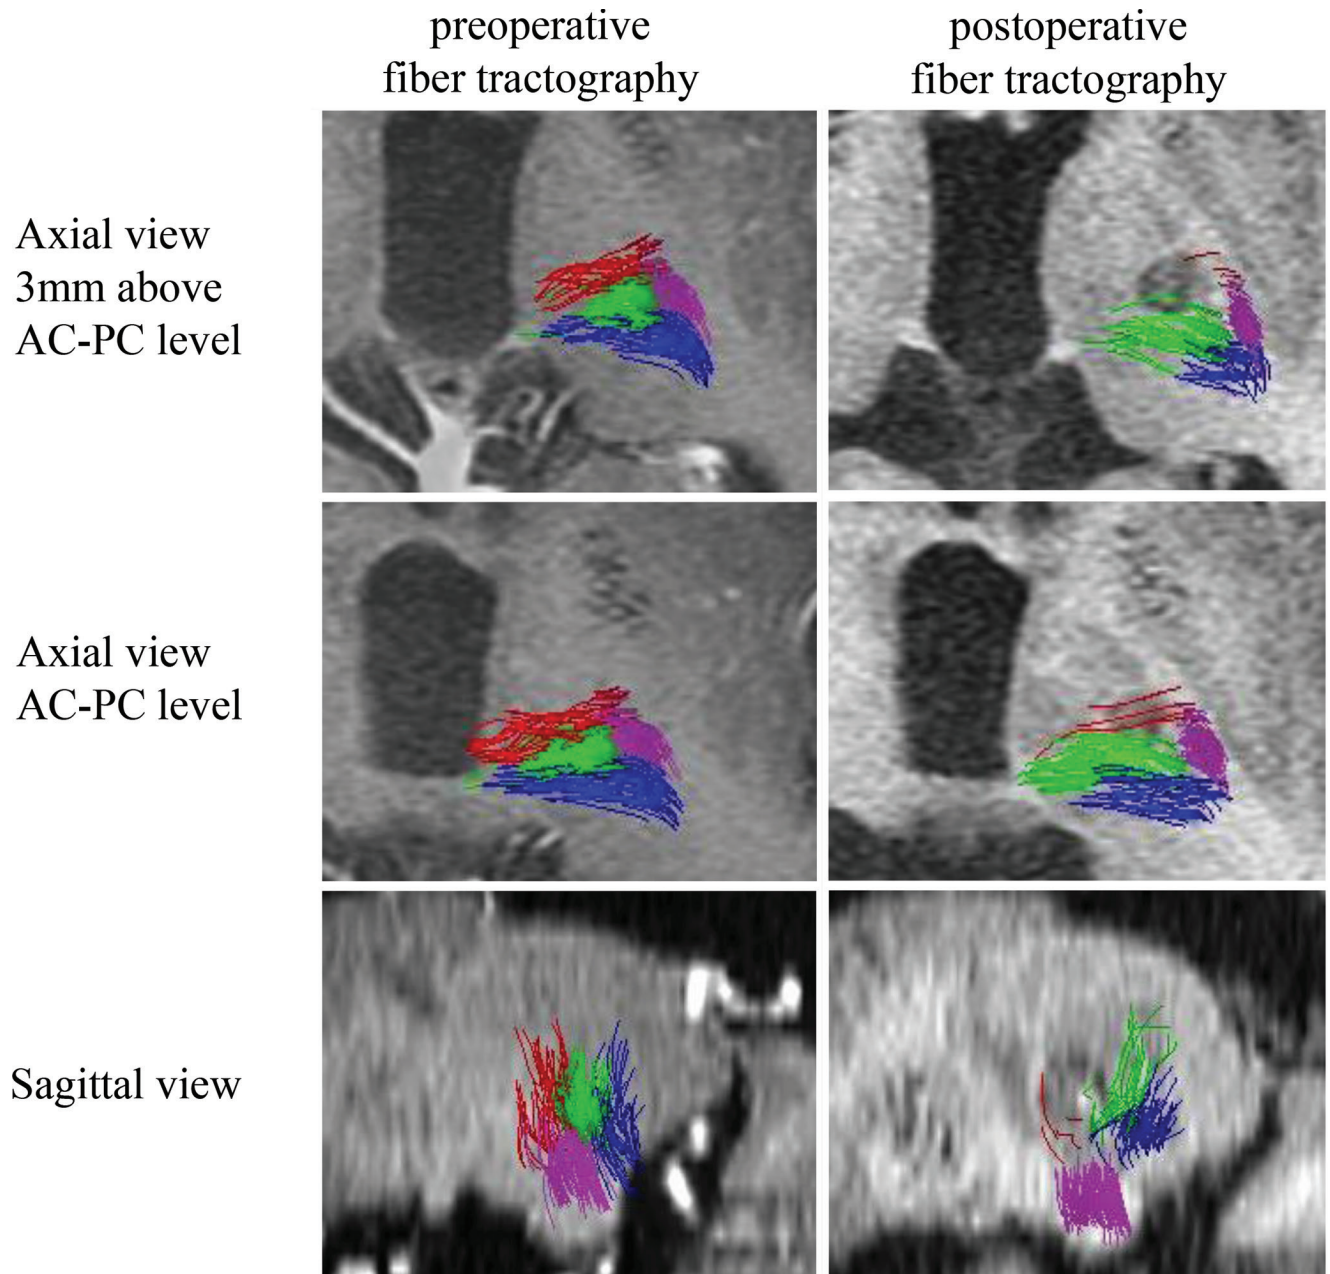 preoperative
fiber tractography
postoperative
fiber tractography
Axial view
3mm above
AC-PC level
Axial view
AC-PC level
Sagittal view